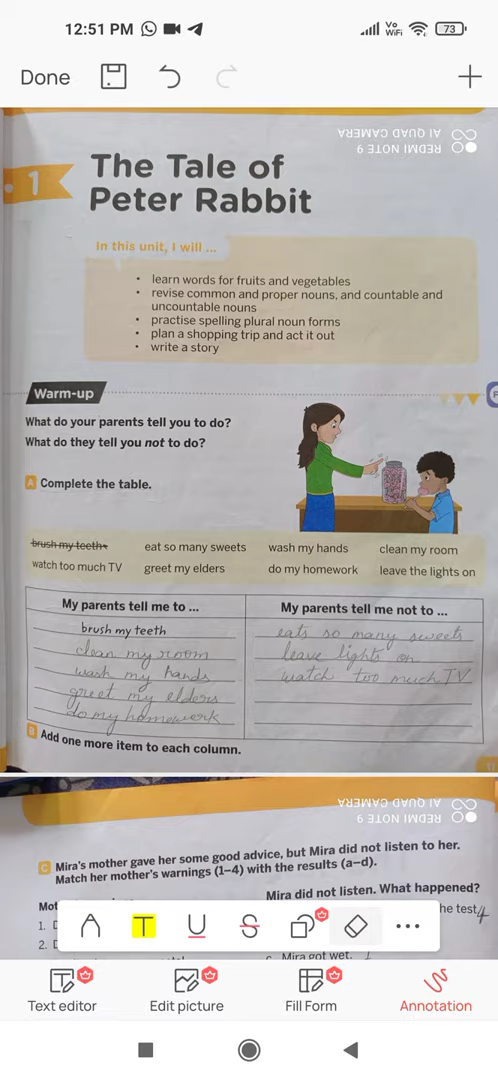 12:51 PM
Vo WiFi
73
Done
AI QUAD CAMERA
REDMI NOTE 9
1
The Tale of
Peter Rabbit
In this unit, I will ...
• learn words for fruits and vegetables
• revise common and proper nouns, and countable and
uncountable nouns
• practise spelling plural noun forms
• plan a shopping trip and act it out
• write a story
Warm-up
What do your parents tell you to do?
What do they tell you not to do?
A Complete the table.
brush my teeth eat so many sweets wash my hands clean my room
watch too much TV greet my elders do my homework leave the lights on
My parents tell me to ... My parents tell me not to ...
brush my teeth eats so many sweets
clean my room leave lights on
wash my hands watch too much TV
greet my elders
do my homework
B Add one more item to each column.
AI QUAD CAMERA
REDMI NOTE 9
C Mira's mother gave her some good advice, but Mira did not listen to her.
Match her mother's warnings (1–4) with the results (a–d).
Mira did not listen. What happened?
1.
2.
test 4
Mira got wet. 1
T U S
Text editor Edit picture Fill Form Annotation